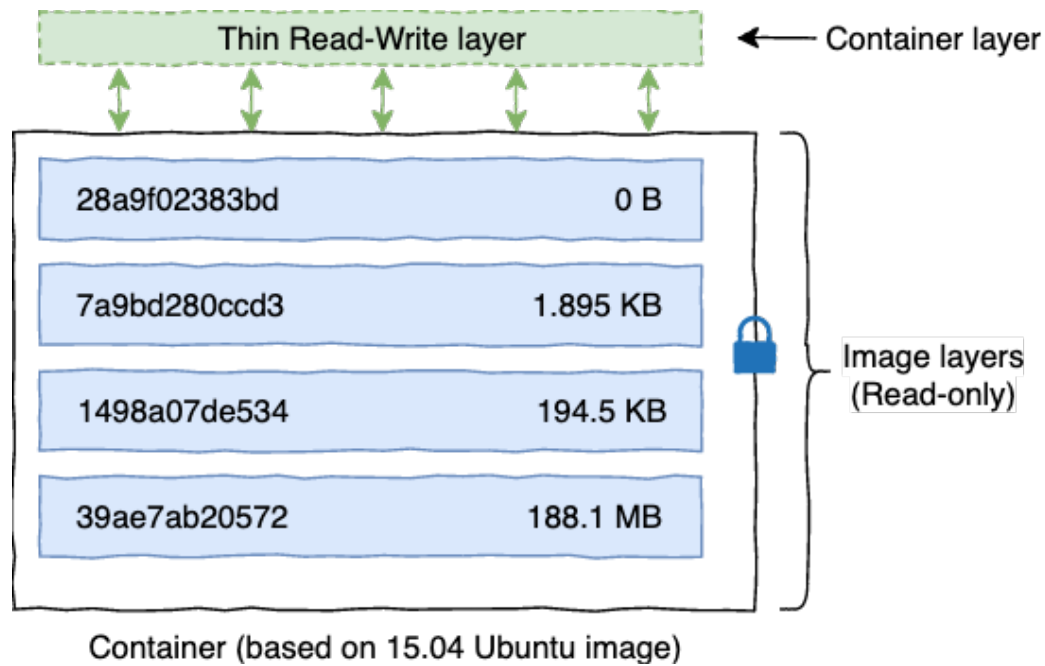 Thin Read-Write layer
Container layer
28a9f02383bd 0 B
7a9bd280ccd3 1.895 KB
1498a07de534 194.5 KB
39ae7ab20572 188.1 MB
Image layers
(Read-only)
Container (based on 15.04 Ubuntu image)